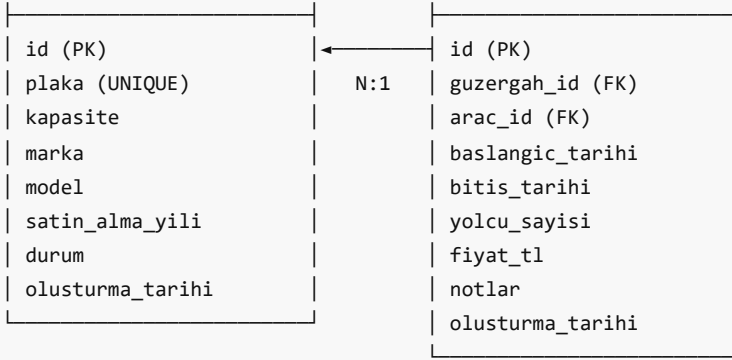 id (PK)
plaka (UNIQUE)
kapasite
marka
model
satin_alma_yili
durum
olusturma_tarihi
N:1
id (PK)
guzergah_id (FK)
arac_id (FK)
baslangic_tarihi
bitis_tarihi
yolcu_sayisi
fiyat_tl
notlar
olusturma_tarihi